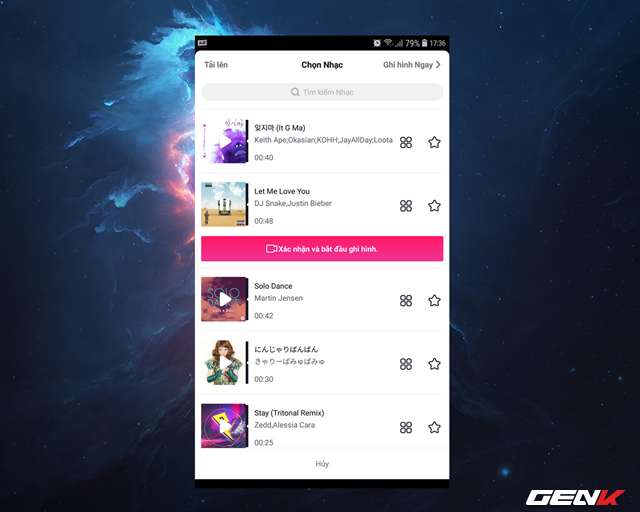 79% 17:36
Tải lên Chọn Nhạc Ghi hình Ngay
Tìm kiếm Nhạc
잊지마 (It G Ma)
Keith Ape;Okasian;KOHH;JayAllDay;Loota
00:40
Let Me Love You
DJ Snake,Justin Bieber
00:48
Xác nhận và bắt đầu ghi hình.
SOLO
DANCE
Solo Dance
Martin Jensen
00:42
にんじゃりばんばん
きゃりーぱみゅぱみゅ
00:30
Stay (Tritonal Remix)
Zedd,Alessia Cara
00:25
Hủy
GENK